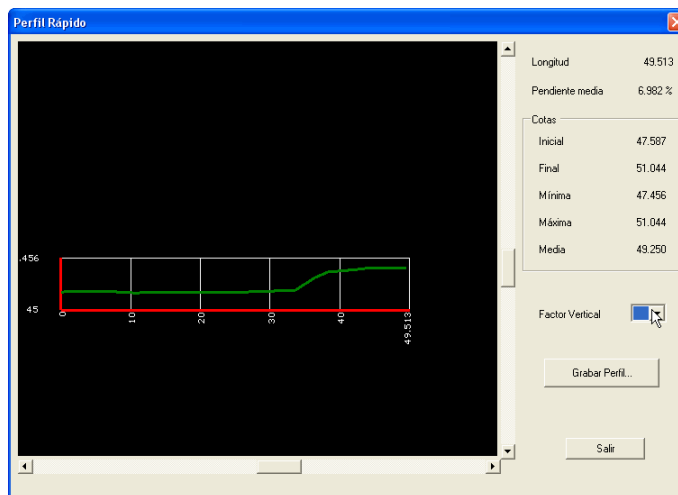 Perfil Rápido
Longitud 49.513
Pendiente media 6.982 %
Cotas
Inicial 47.587
Final 51.044
Mínima 47.456
Máxima 51.044
Media 49.250
Factor Vertical
Grabar Perfil...
Salir
.456
45
0
10
20
30
40
49.513